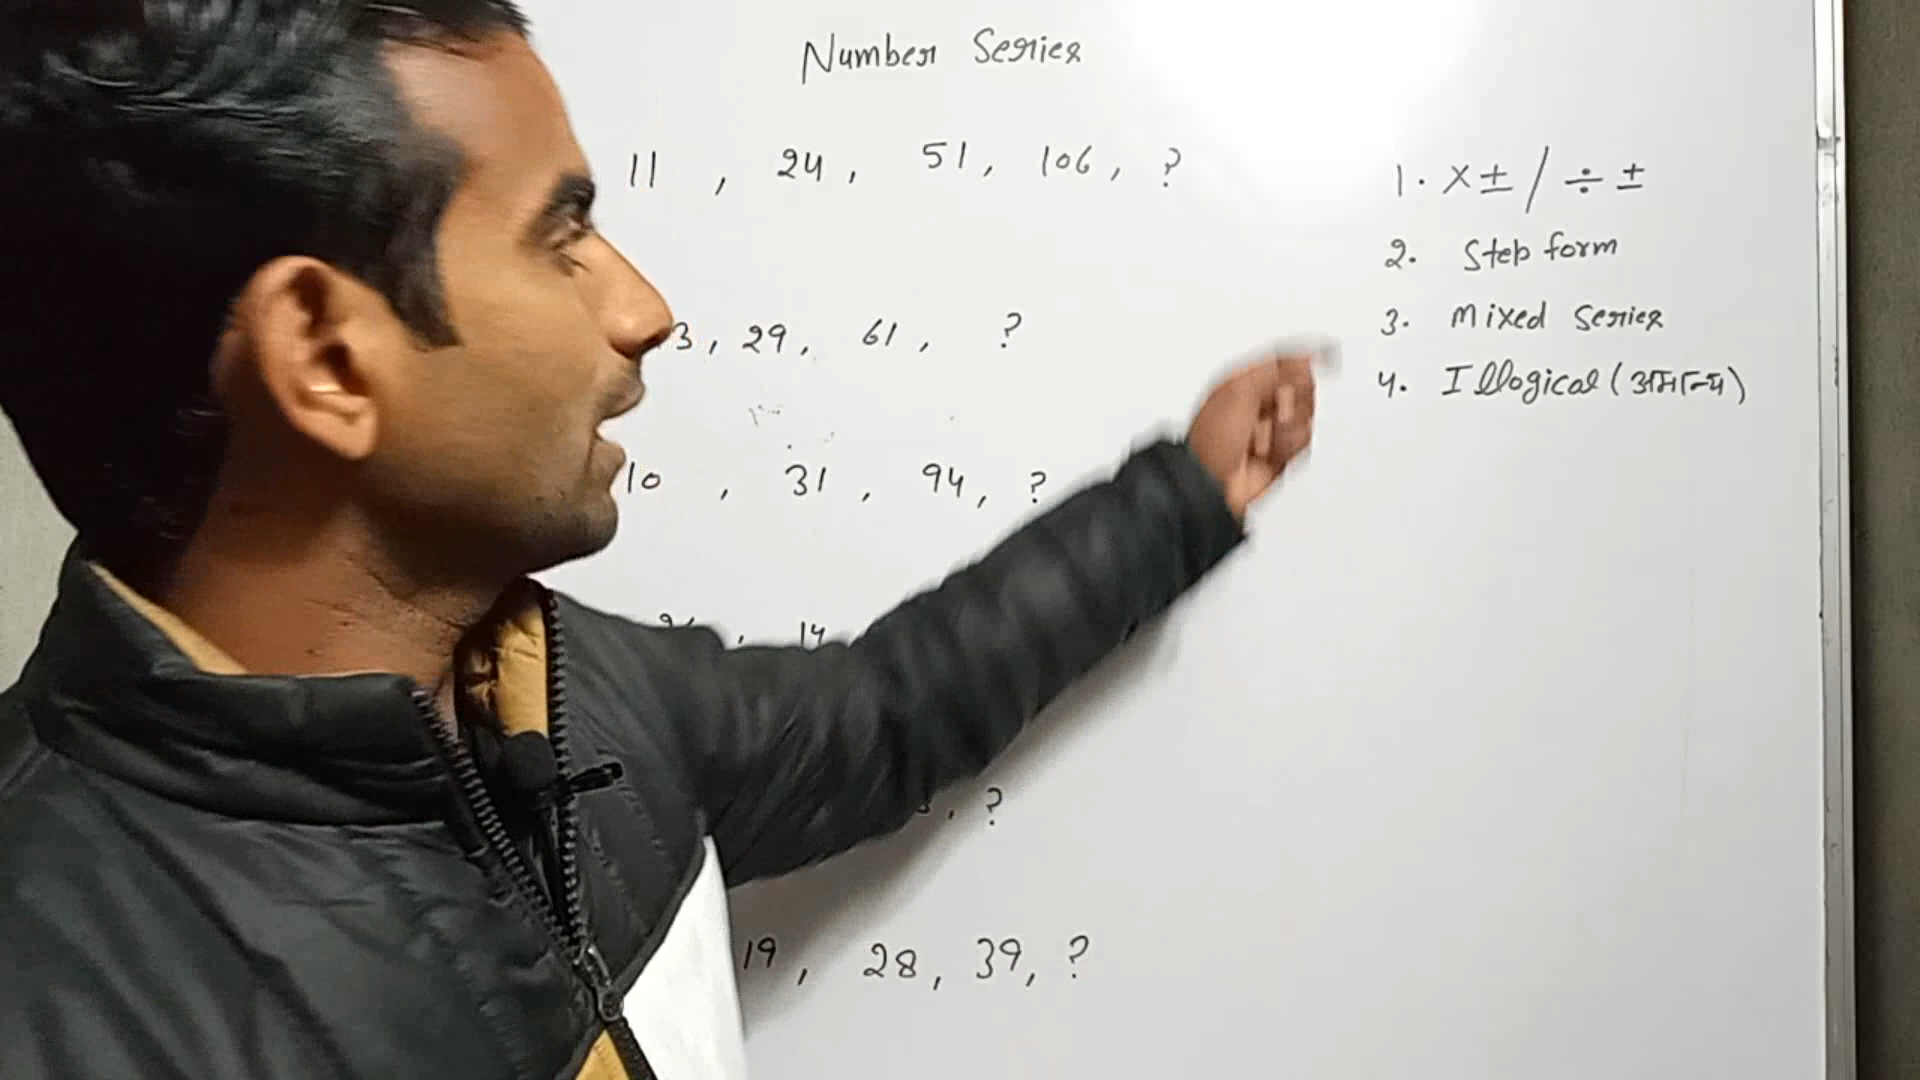 Number Series
11 , 24 , 51 , 106 , ?
1. × ± / ÷ ±
2. Step form
3 , 29 , 61 , ?
3. Mixed Series
4. Illogical (अमान्य)
10 , 31 , 94 , ?
, 14
, ?
19 , 28 , 39 , ?